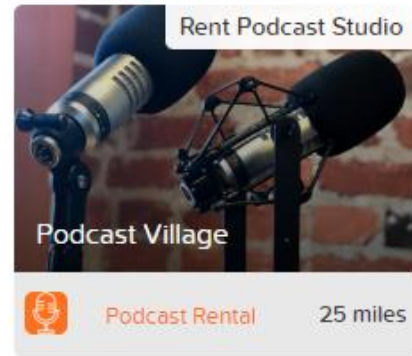 Rent Podcast Studio
Podcast Village
Podcast Rental
25 miles